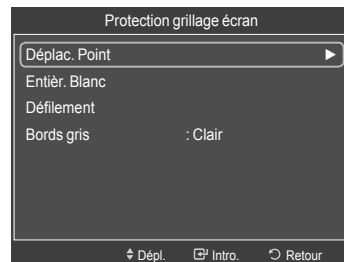 Protection grillage écran
Déplac. Point
Entièr. Blanc
Défilement
Bords gris : Clair
Dépl. Intro. Retour